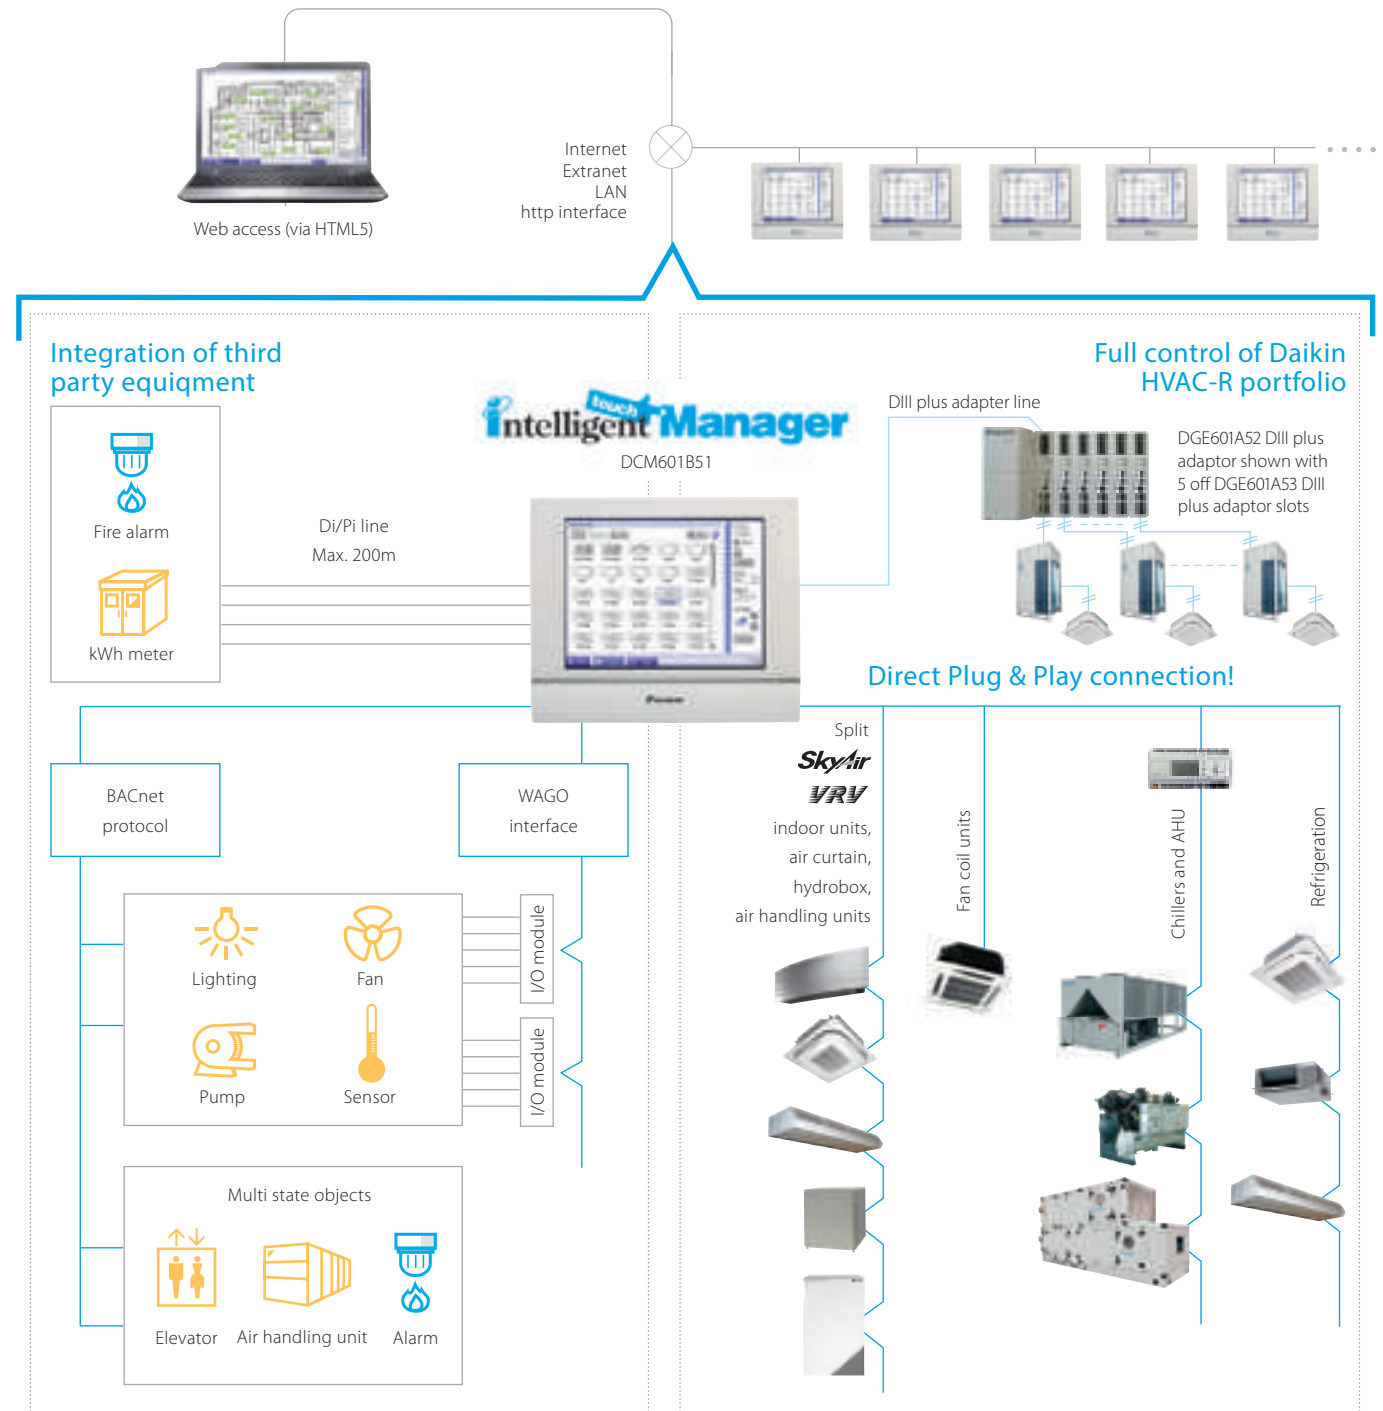 Web access (via HTML5)
Internet
Extranet
LAN
http interface
Integration of third
party equiqment
Full control of Daikin
HVAC-R portfolio
intelligent touch Manager
DCM601B51
DIII plus adapter line
DGE601A52 DIII plus
adaptor shown with
5 off DGE601A53 DIII
plus adaptor slots
Fire alarm
kWh meter
Di/Pi line
Max. 200m
Direct Plug & Play connection!
BACnet
protocol
WAGO
interface
Split
SkyAir
VRV
indoor units,
air curtain,
hydrobox,
air handling units
Fan coil units
Chillers and AHU
Refrigeration
Lighting
Fan
Pump
Sensor
I/O module
I/O module
Multi state objects
Elevator
Air handling unit
Alarm